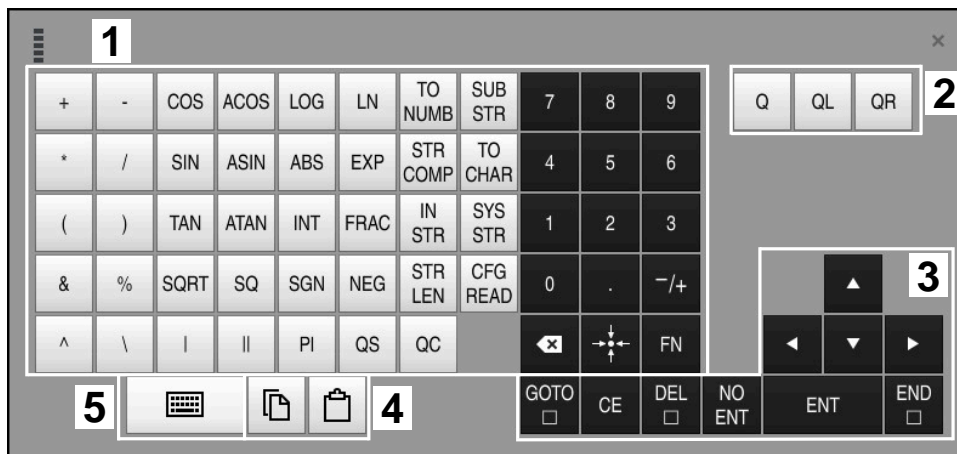 1
×
+ - COS ACOS LOG LN TO NUMB SUB STR 7 8 9 Q QL QR 2
* / SIN ASIN ABS EXP STR COMP TO CHAR 4 5 6
( ) TAN ATAN INT FRAC IN STR SYS STR 1 2 3
& % SQRT SQ SGN NEG STR LEN CFG READ 0 . −/+ 3
^ \ | || PI QS QC FN
5 4 GOTO □ CE DEL □ NO ENT ENT END □